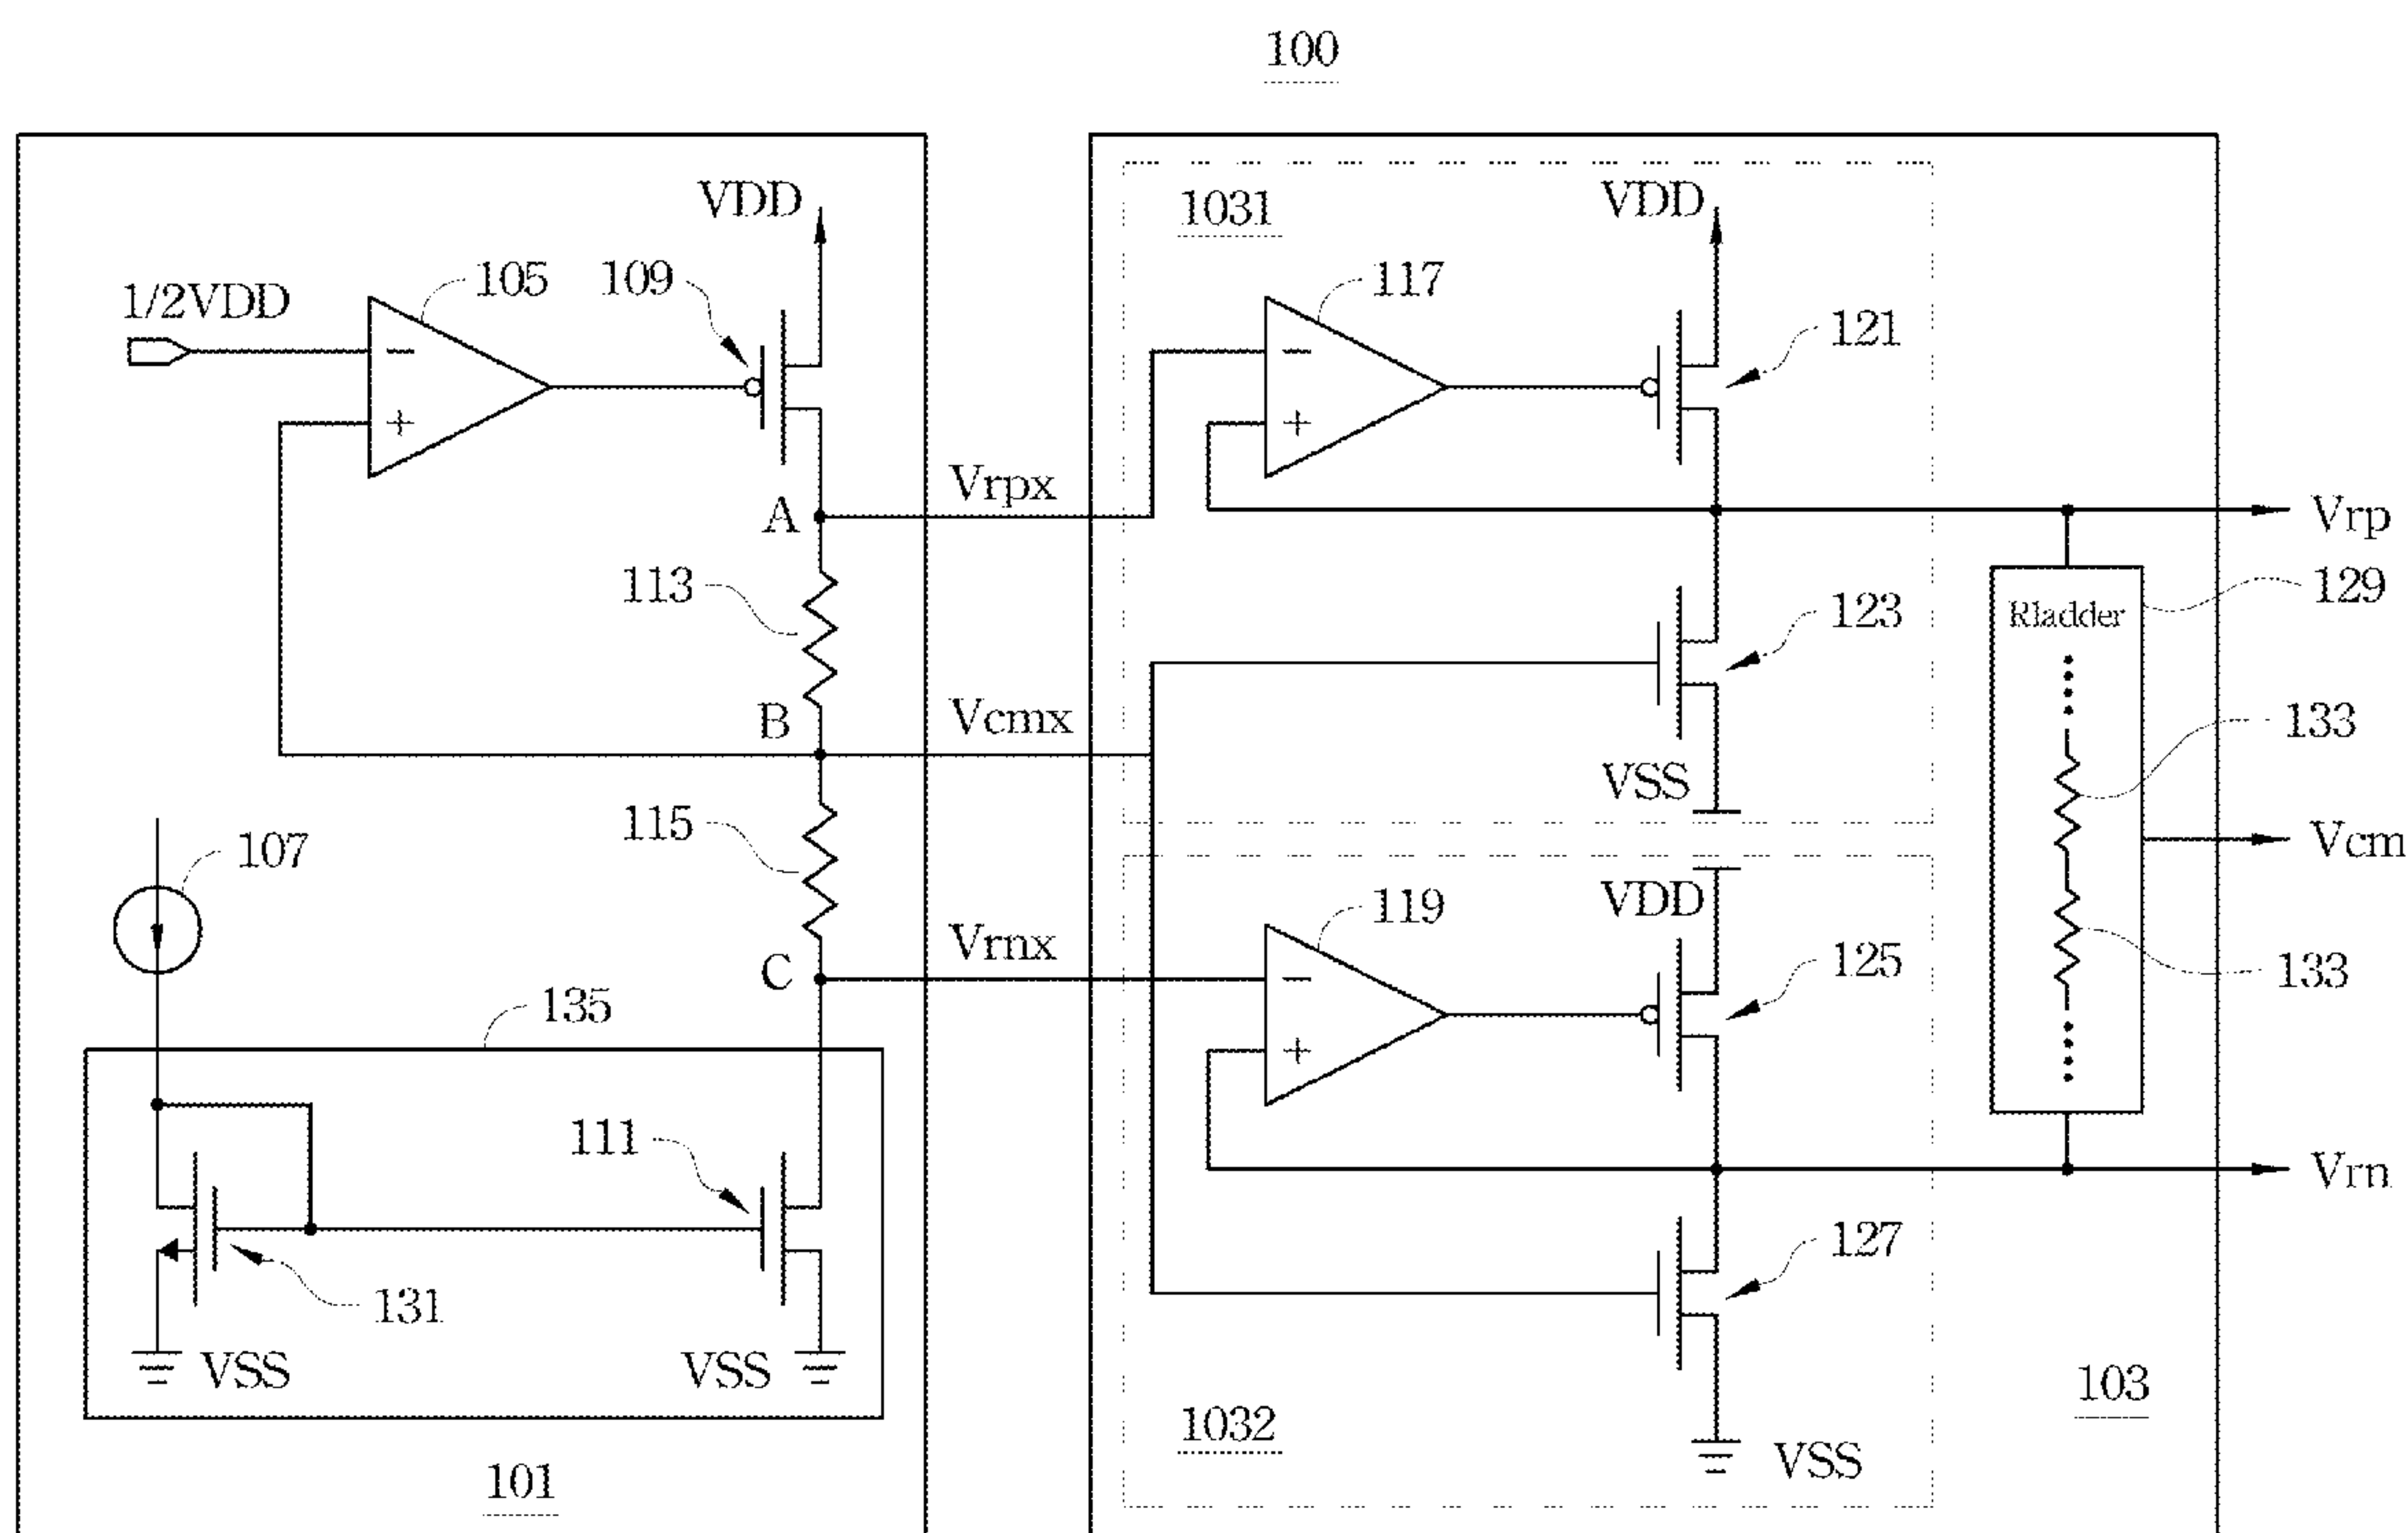 100
VDD
1031
VDD
1/2VDD
105
109
117
121
−
+
−
+
A
Vrpx
Vrp
113
129
Rladder
123
B
Vcmx
133
VSS
115
107
Vcm
VDD
119
C
Vrnx
−
+
125
133
135
111
Vrn
127
131
VSS
VSS
103
1032
VSS
101